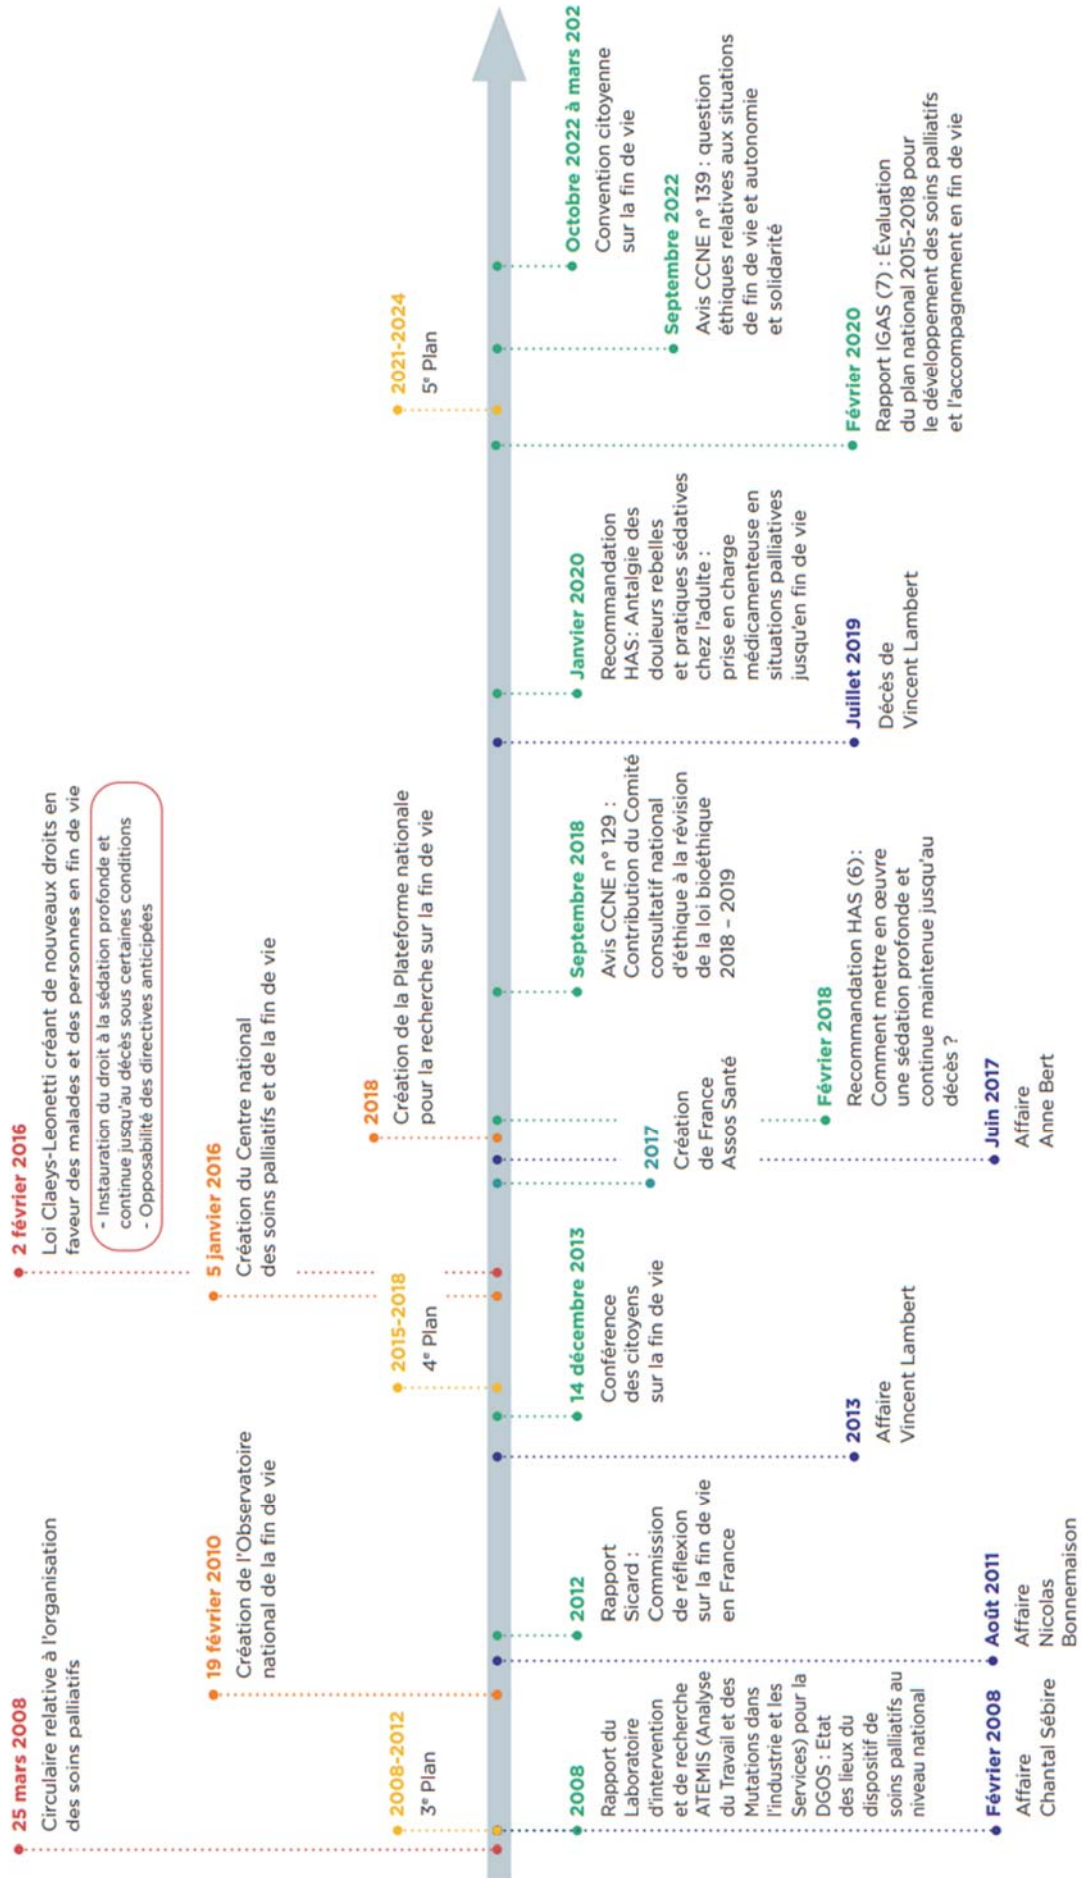 25 mars 2008
Circulaire relative à l'organisation
des soins palliatifs
2 février 2016
Loi Claeys-Leonetti créant de nouveaux droits en
faveur des malades et des personnes en fin de vie
- Instauration du droit à la sédation profonde et
continue jusqu'au décès sous certaines conditions
- Opposabilité des directives anticipées
19 février 2010
Création de l'Observatoire
national de la fin de vie
5 janvier 2016
Création du Centre national
des soins palliatifs et de la fin de vie
2008-2012
3e Plan
2015-2018
4e Plan
2018
Création de la Plateforme nationale
pour la recherche sur la fin de vie
2021-2024
5e Plan
2008
Rapport du
Laboratoire
d'intervention
et de recherche
ATEMIS (Analyse
du Travail et des
Mutations dans
l'industrie et les
Services) pour la
DGOS : Etat
des lieux du
dispositif de
soins palliatifs au
niveau national
2012
Rapport
Sicard :
Commission
de réflexion
sur la fin de vie
en France
14 décembre 2013
Conférence
des citoyens
sur la fin de vie
2017
Création
de France
Assos Santé
Septembre 2018
Avis CCNE n° 129 :
Contribution du Comité
consultatif national
d'éthique à la révision
de la loi bioéthique
2018 – 2019
Janvier 2020
Recommandation
HAS: Antalgie des
douleurs rebelles
et pratiques sédatives
chez l'adulte :
prise en charge
médicamenteuse en
situations palliatives
jusqu'en fin de vie
Octobre 2022 à mars 202
Convention citoyenne
sur la fin de vie
Septembre 2022
Avis CCNE n° 139 : question
éthiques relatives aux situations
de fin de vie et autonomie
et solidarité
2013
Affaire
Vincent Lambert
Février 2018
Recommandation HAS (6) :
Comment mettre en œuvre
une sédation profonde et
continue maintenue jusqu'au
décès ?
Juillet 2019
Décès de
Vincent Lambert
Février 2020
Rapport IGAS (7) : Évaluation
du plan national 2015-2018 pour
le développement des soins palliatifs
et l'accompagnement en fin de vie
Février 2008
Affaire
Chantal Sébire
Août 2011
Affaire
Nicolas
Bonnemaison
Juin 2017
Affaire
Anne Bert